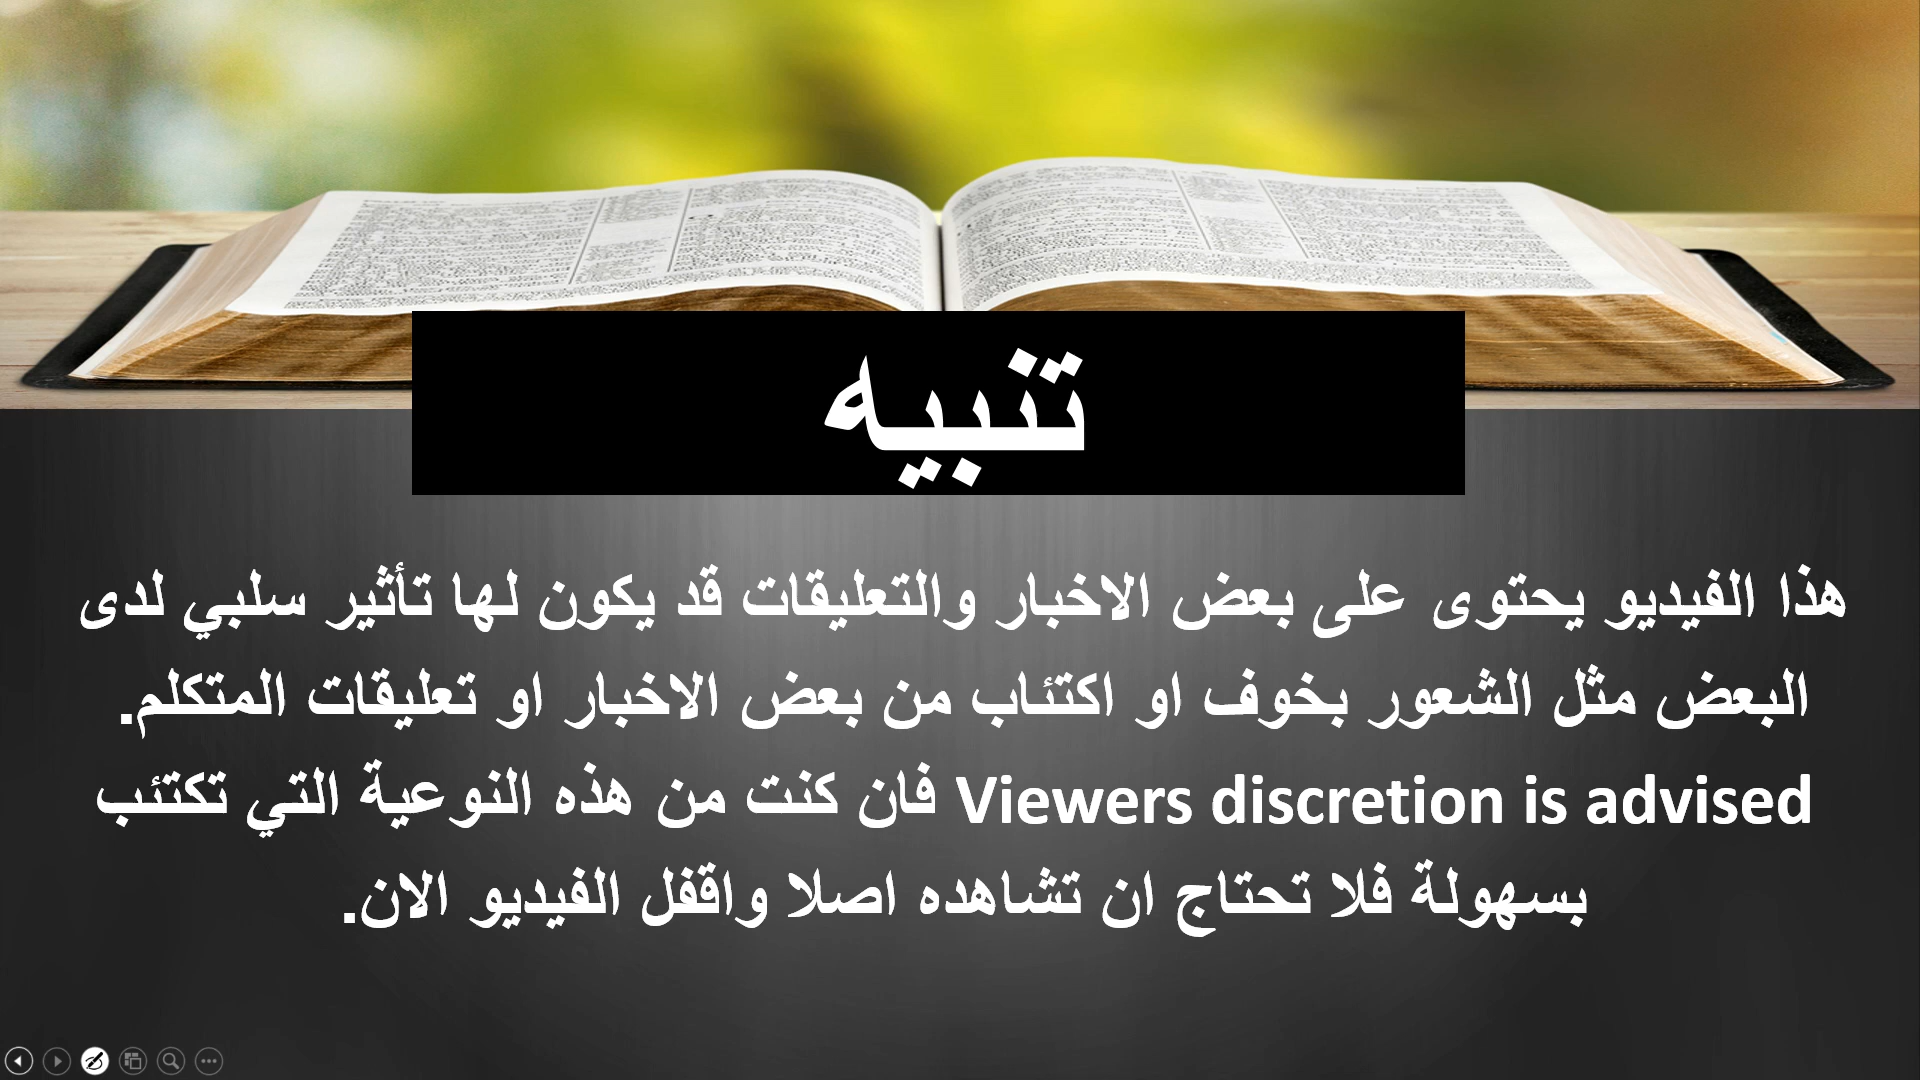 تنبيه
هذا الفيديو يحتوى على بعض الاخبار والتعليقات قد يكون لها تأثير سلبي لدى
البعض مثل الشعور بخوف او اكتئاب من بعض الاخبار او تعليقات المتكلم.
Viewers discretion is advised فان كنت من هذه النوعية التي تكتئب
بسهولة فلا تحتاج ان تشاهده اصلا واقفل الفيديو الان.